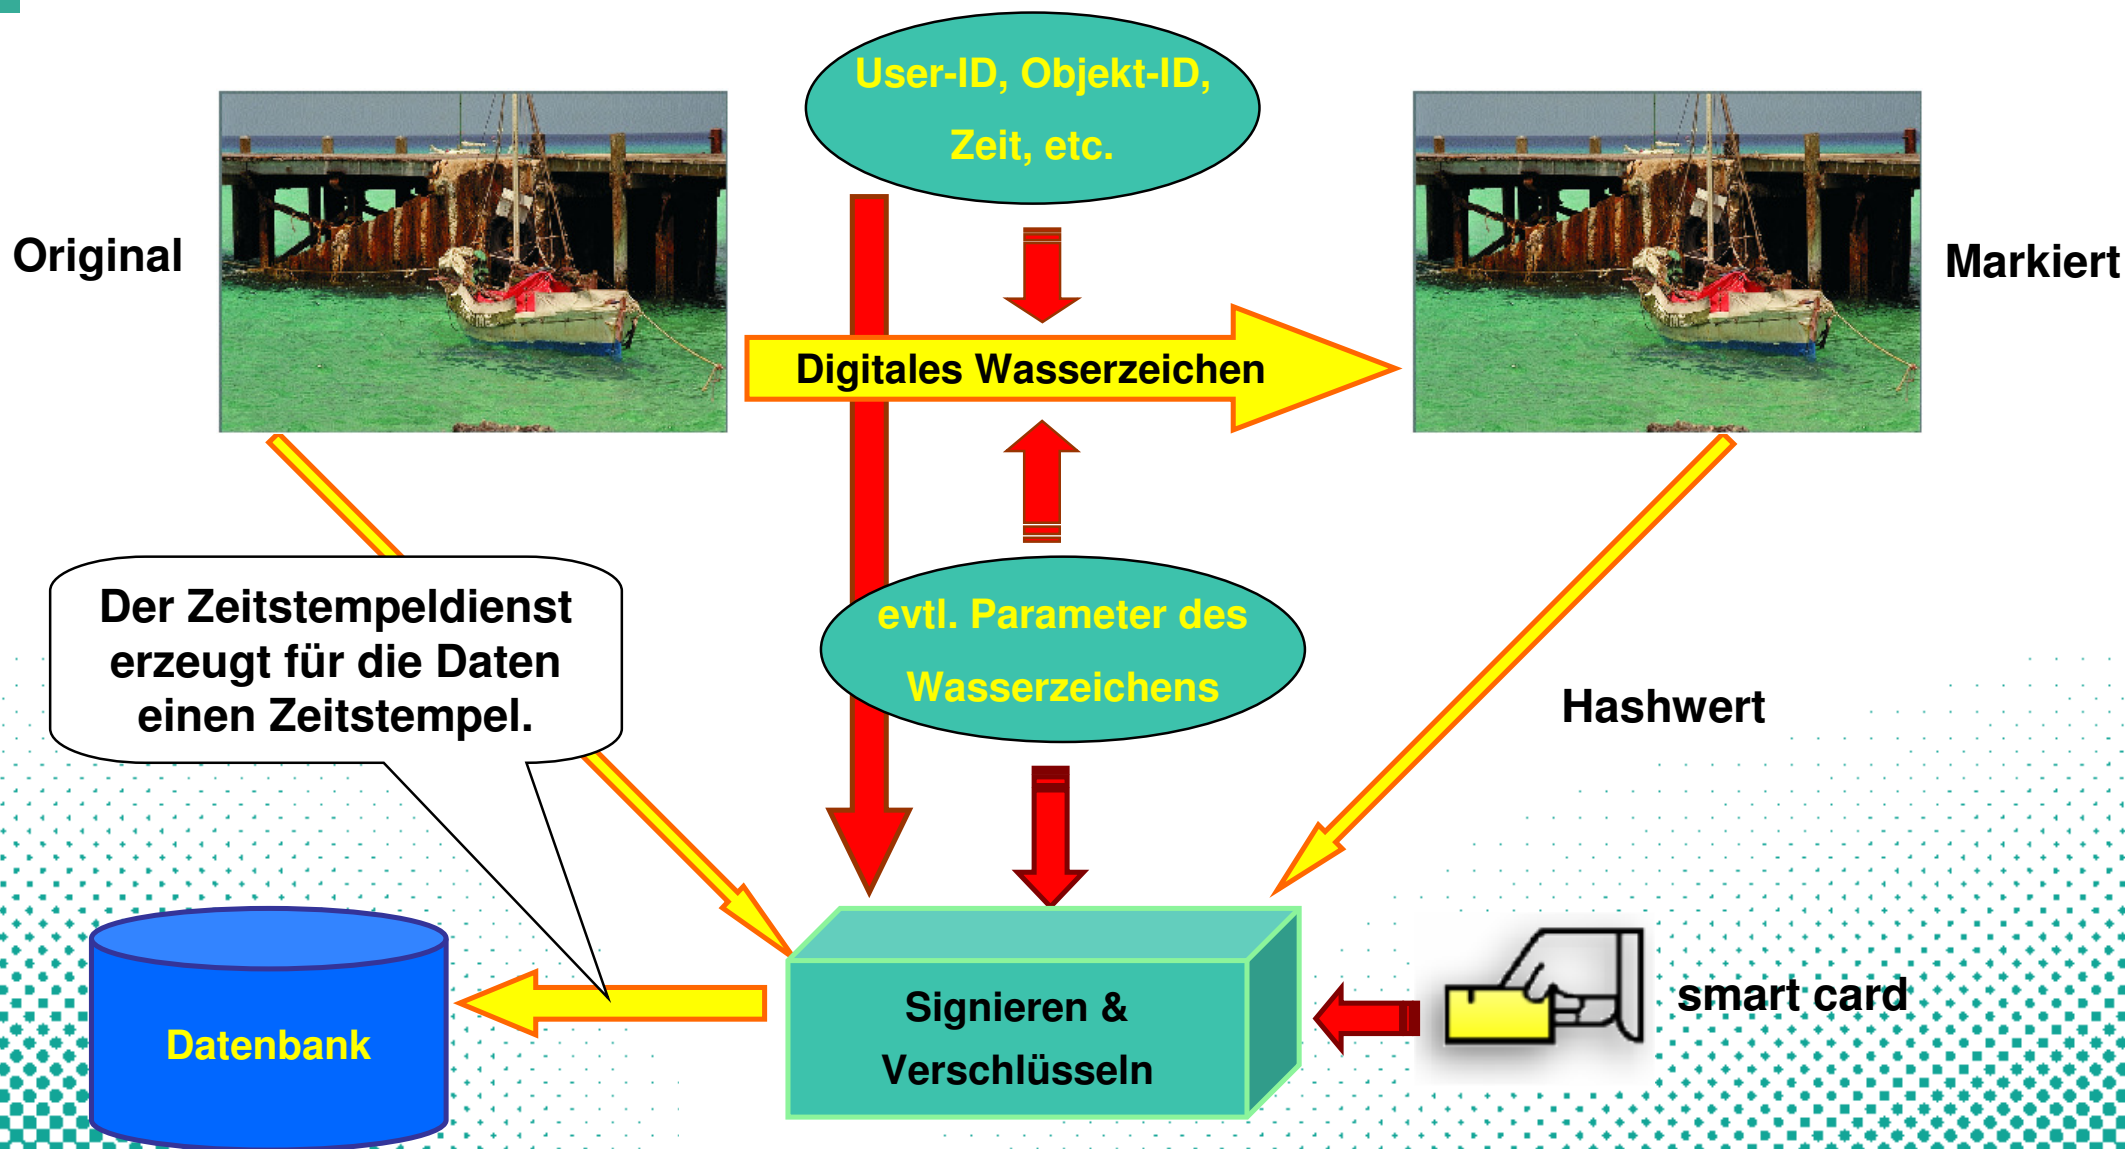 User-ID, Objekt-ID,
Zeit, etc.
Original
Markiert
Digitales Wasserzeichen
Der Zeitstempeldienst
erzeugt für die Daten
einen Zeitstempel.
evtl. Parameter des
Wasserzeichens
Hashwert
Datenbank
Signieren &
Verschlüsseln
smart card